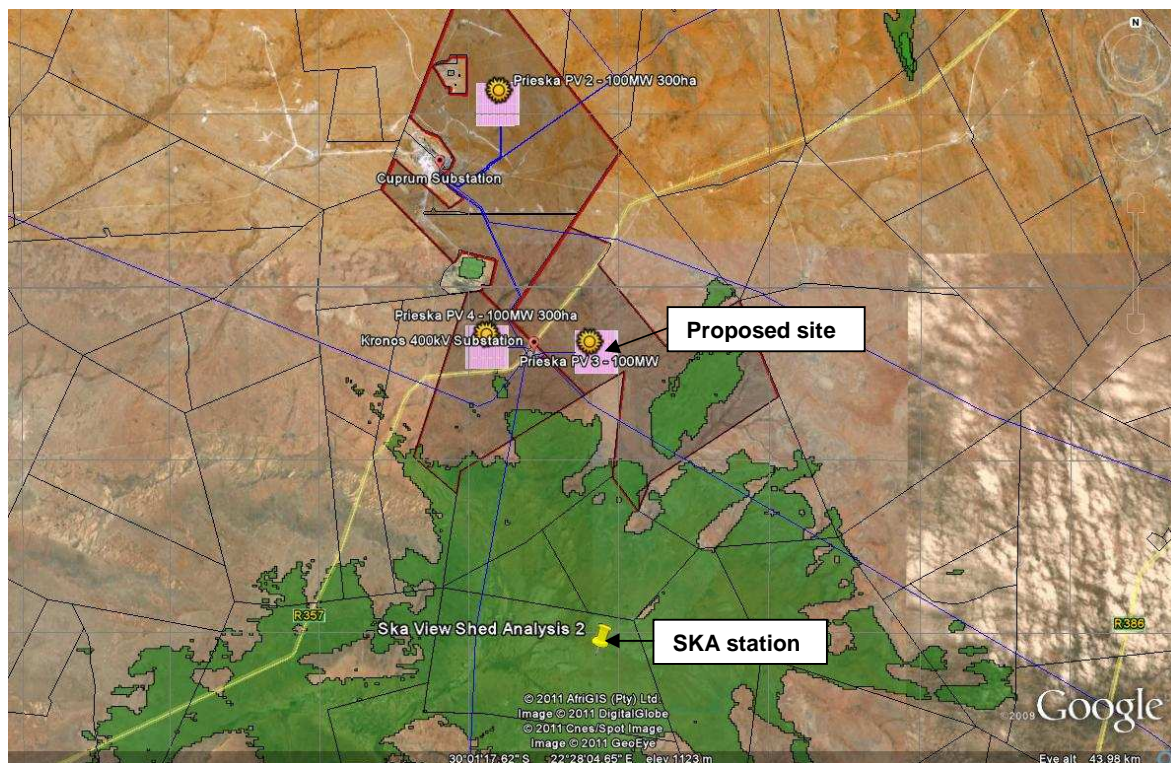 N
Prieska PV 2 - 100MW 300ha
Cuprum Substation
Prieska PV 4 - 100MW 300ha
Kronos 400kV Substation
Prieska PV 3 - 100MW
Proposed site
R357
Ska View Shed Analysis 2
SKA station
R386
© 2011 AfriGIS (Pty) Ltd.
Image © 2011 DigitalGlobe
© 2011 Cnes/Spot Image
Image © 2011 GeoEye
©2009 Google
30°01'17.62" S 22°28'04.65" E elev 1123 m
Eye alt 43.98 km